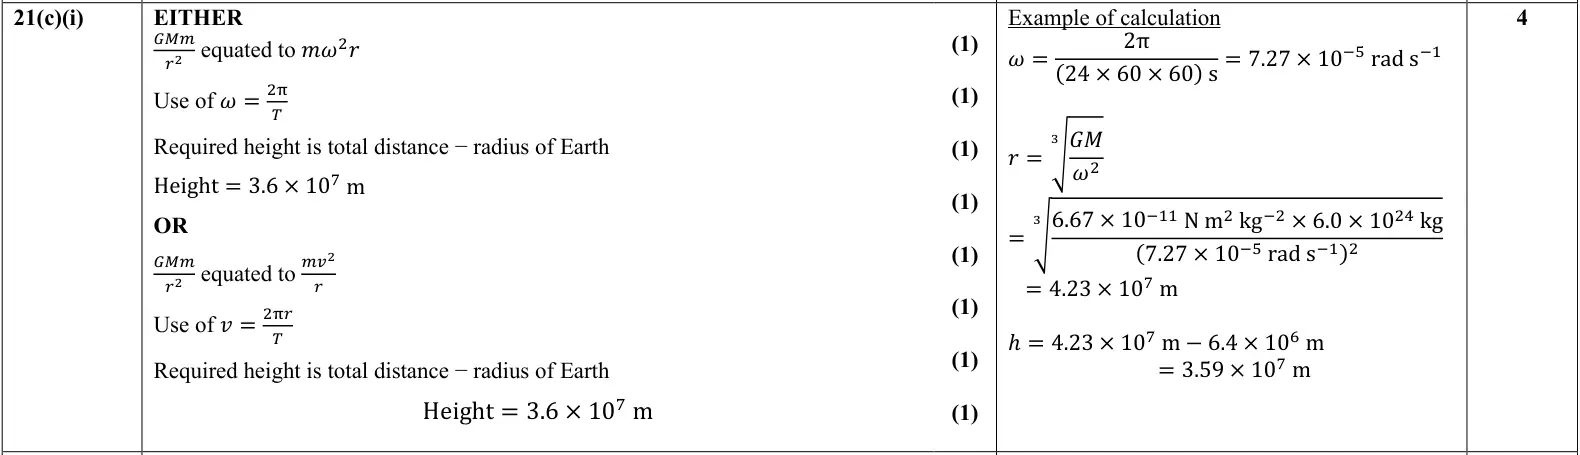 21(c)(i)
EITHER
GMm/r² equated to mω²r (1)
Use of ω = 2π/T (1)
Required height is total distance − radius of Earth (1)
Height = 3.6 × 10⁷ m (1)
OR
GMm/r² equated to mv²/r (1)
Use of v = 2πr/T (1)
Required height is total distance − radius of Earth (1)
Height = 3.6 × 10⁷ m (1)
Example of calculation
ω = 2π/((24 × 60 × 60) s) = 7.27 × 10⁻⁵ rad s⁻¹
r = ³√(GM/ω²)
= ³√(6.67 × 10⁻¹¹ N m² kg⁻² × 6.0 × 10²⁴ kg/(7.27 × 10⁻⁵ rad s⁻¹)²)
= 4.23 × 10⁷ m
ℎ = 4.23 × 10⁷ m − 6.4 × 10⁶ m
= 3.59 × 10⁷ m
4